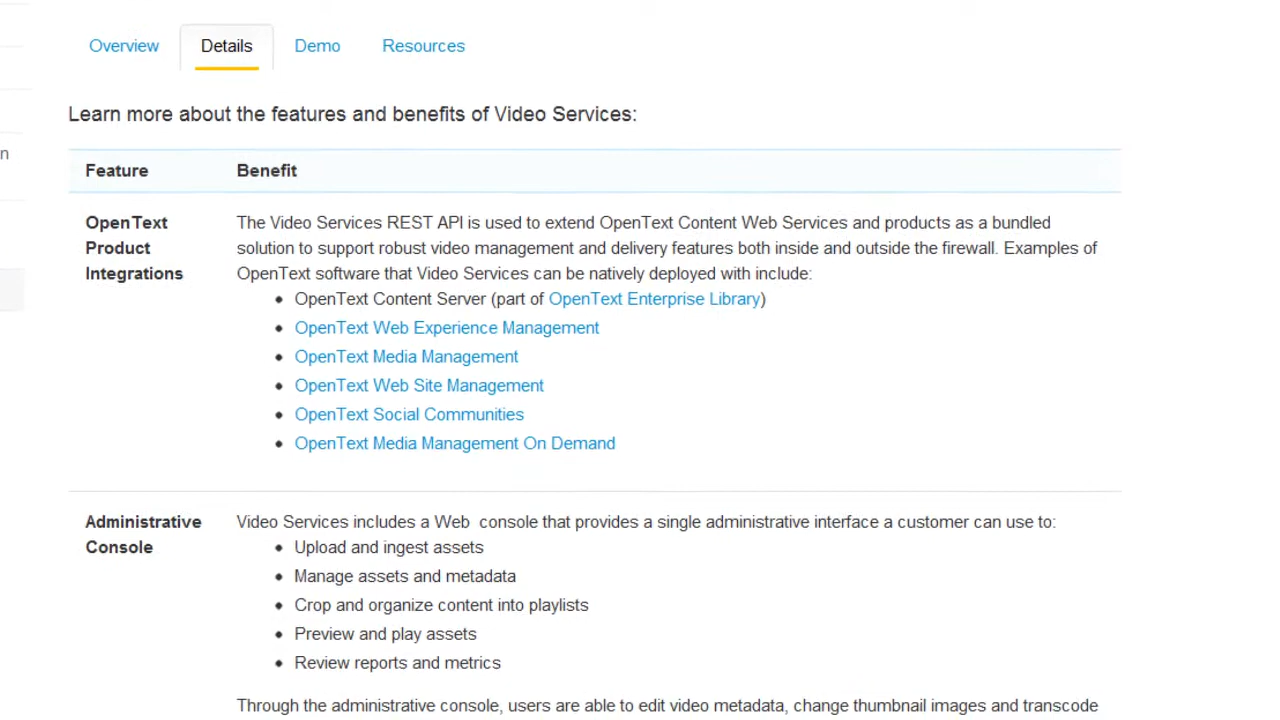 Overview Details Demo Resources
Learn more about the features and benefits of Video Services:
n
Feature Benefit
OpenText Product Integrations
The Video Services REST API is used to extend OpenText Content Web Services and products as a bundled
solution to support robust video management and delivery features both inside and outside the firewall. Examples of
OpenText software that Video Services can be natively deployed with include:
• OpenText Content Server (part of OpenText Enterprise Library)
• OpenText Web Experience Management
• OpenText Media Management
• OpenText Web Site Management
• OpenText Social Communities
• OpenText Media Management On Demand
Administrative Console
Video Services includes a Web console that provides a single administrative interface a customer can use to:
• Upload and ingest assets
• Manage assets and metadata
• Crop and organize content into playlists
• Preview and play assets
• Review reports and metrics
Through the administrative console, users are able to edit video metadata, change thumbnail images and transcode